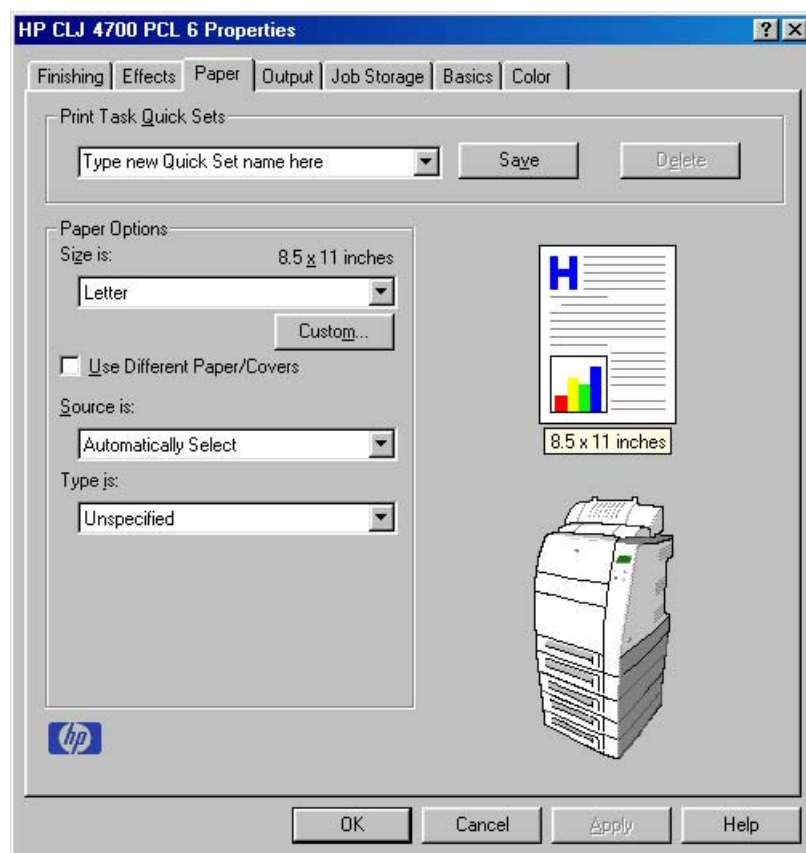 HP CLJ 4700 PCL 6 Properties
Finishing Effects Paper Output Job Storage Basics Color
Print Task Quick Sets
Type new Quick Set name here Save Delete
Paper Options
Size is: 8.5 x 11 inches
Letter
Custom...
Use Different Paper/Covers
Source is:
Automatically Select
Type is:
Unspecified
H
8.5 x 11 inches
hp
OK Cancel Apply Help